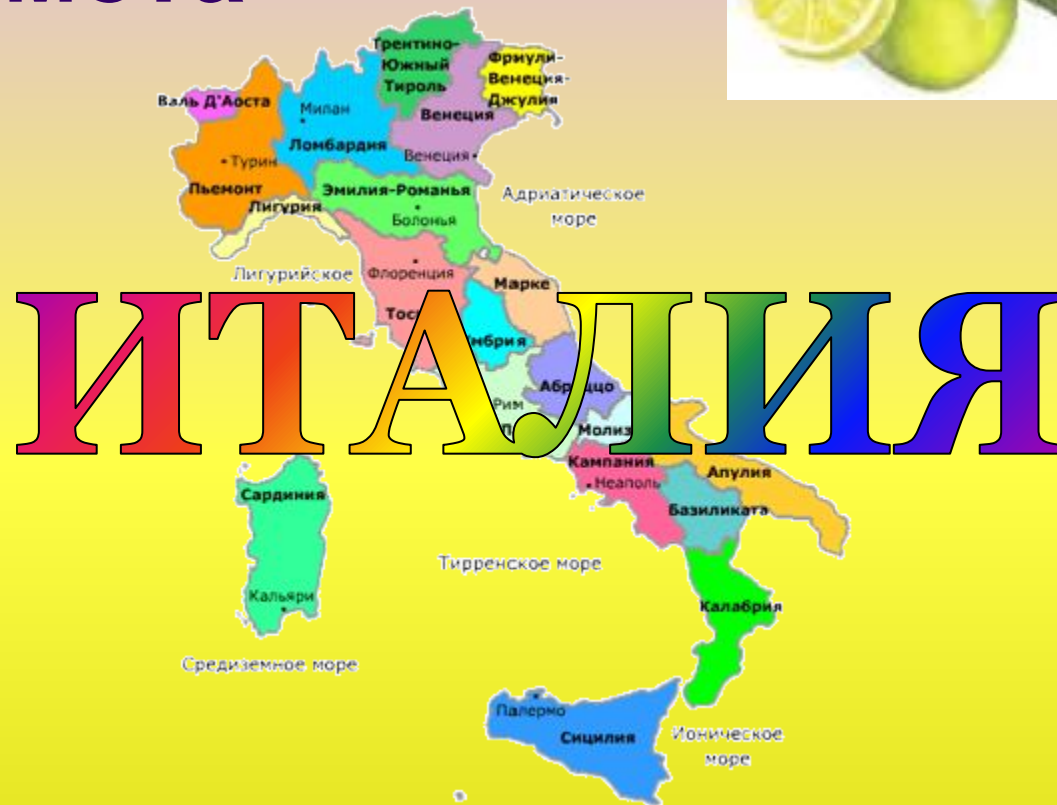 Трентино-
Южный
Тироль
Фриули-
Венеция-
Джулия
Валь Д'Аоста
Милан
Венеция
Ломбардия
Венеция
Турин
Пьемонт
Эмилия-Романья
Адриатическое
море
Лигурия
Болонья
Лигурийское
Флоренция
Марке
ИТАЛИЯ
Рим
Кампания
Неаполь
Апулия
Сардиния
Базиликата
Тирренское море
Кальяри
Калабрия
Средиземное море
Палермо
Сицилия
Ионическое
море